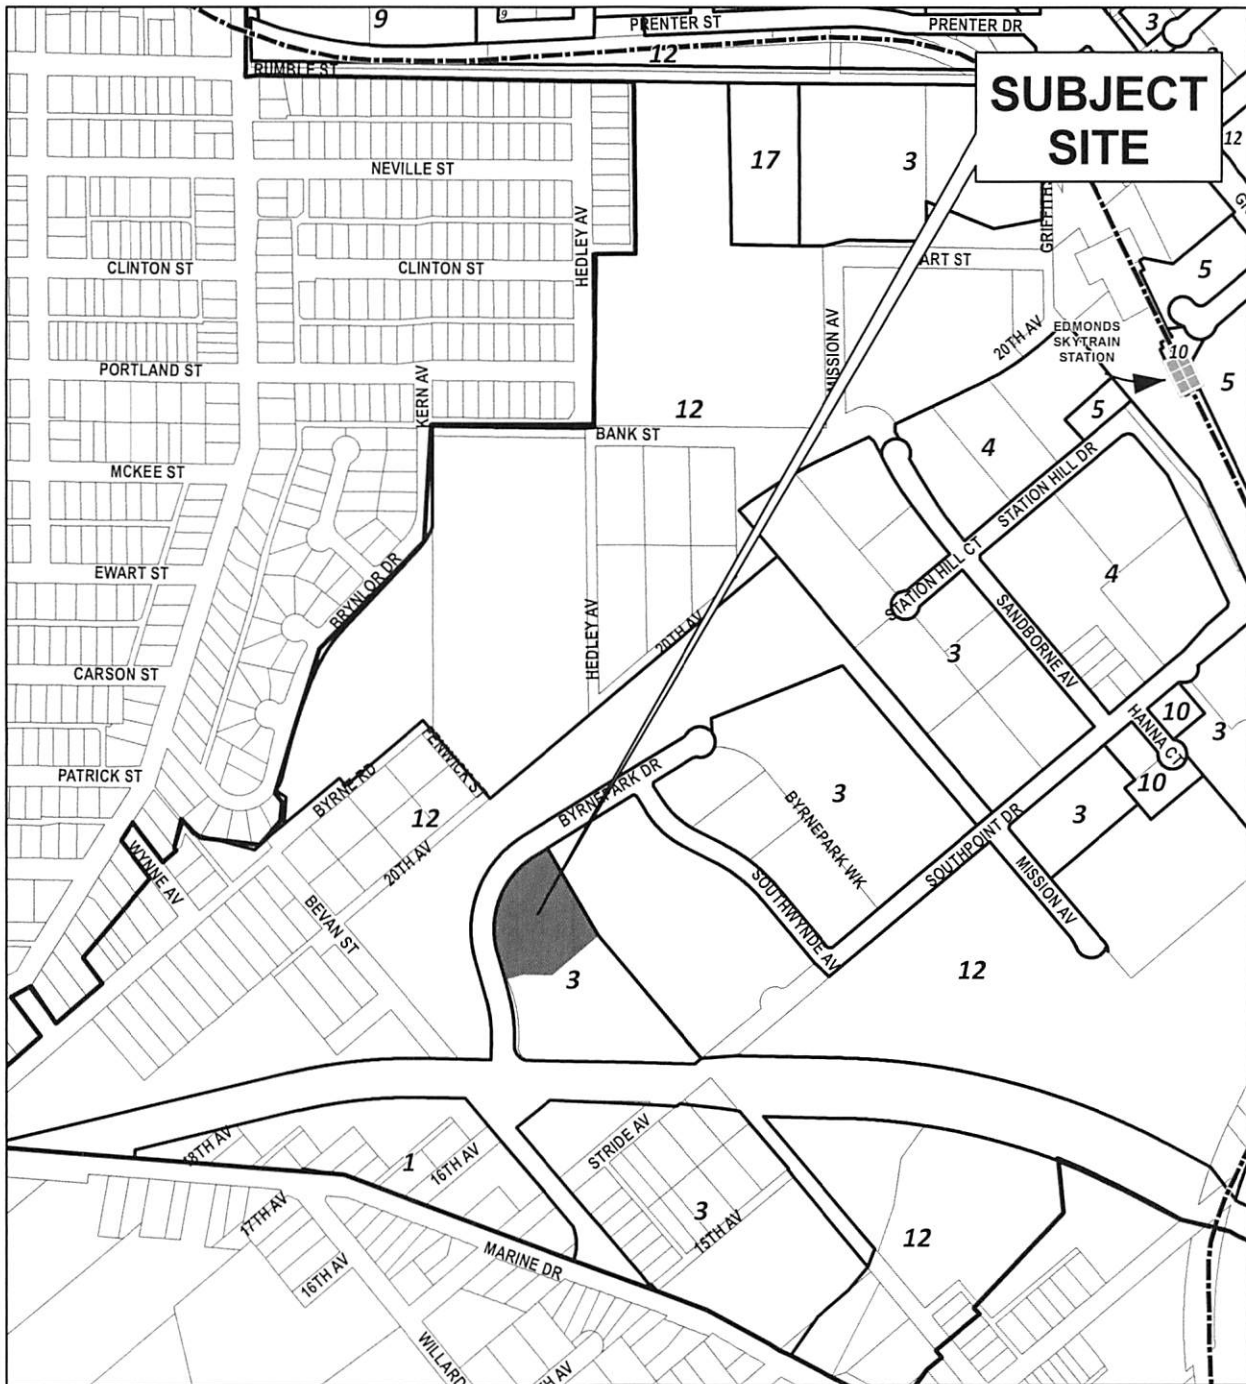 9
9
PRENTER ST
PRENTER DR
3
12
RUMBLE ST
SUBJECT
SITE
12
17
3
NEVILLE ST
HEDLEY AV
GRIFFITHS
CLINTON ST
CLINTON ST
ART ST
5
MISSION AV
20TH AV
EDMONDS
SKYTRAIN
STATION
10
5
PORTLAND ST
KERN AV
12
5
BANK ST
4
STATION HILL DR
MCKEE ST
EWART ST
BRYNLOR DR
STATION HILL CT
4
SANDBORNE AV
HEDLEY AV
20TH AV
3
CARSON ST
HANNA CT
10
3
FENWICK ST
PATRICK ST
BYRNE RD
BYRNEPARK DR
3
10
12
BYRNEPARK WK
3
20TH AV
SOUTHPOINT DR
WYNNE AV
SOUTHWYNDE AV
MISSION AV
BEVAN ST
3
12
18TH AV
1
16TH AV
STRIDE AV
17TH AV
3
15TH AV
12
16TH AV
MARINE DR
WILLARD
TH AV